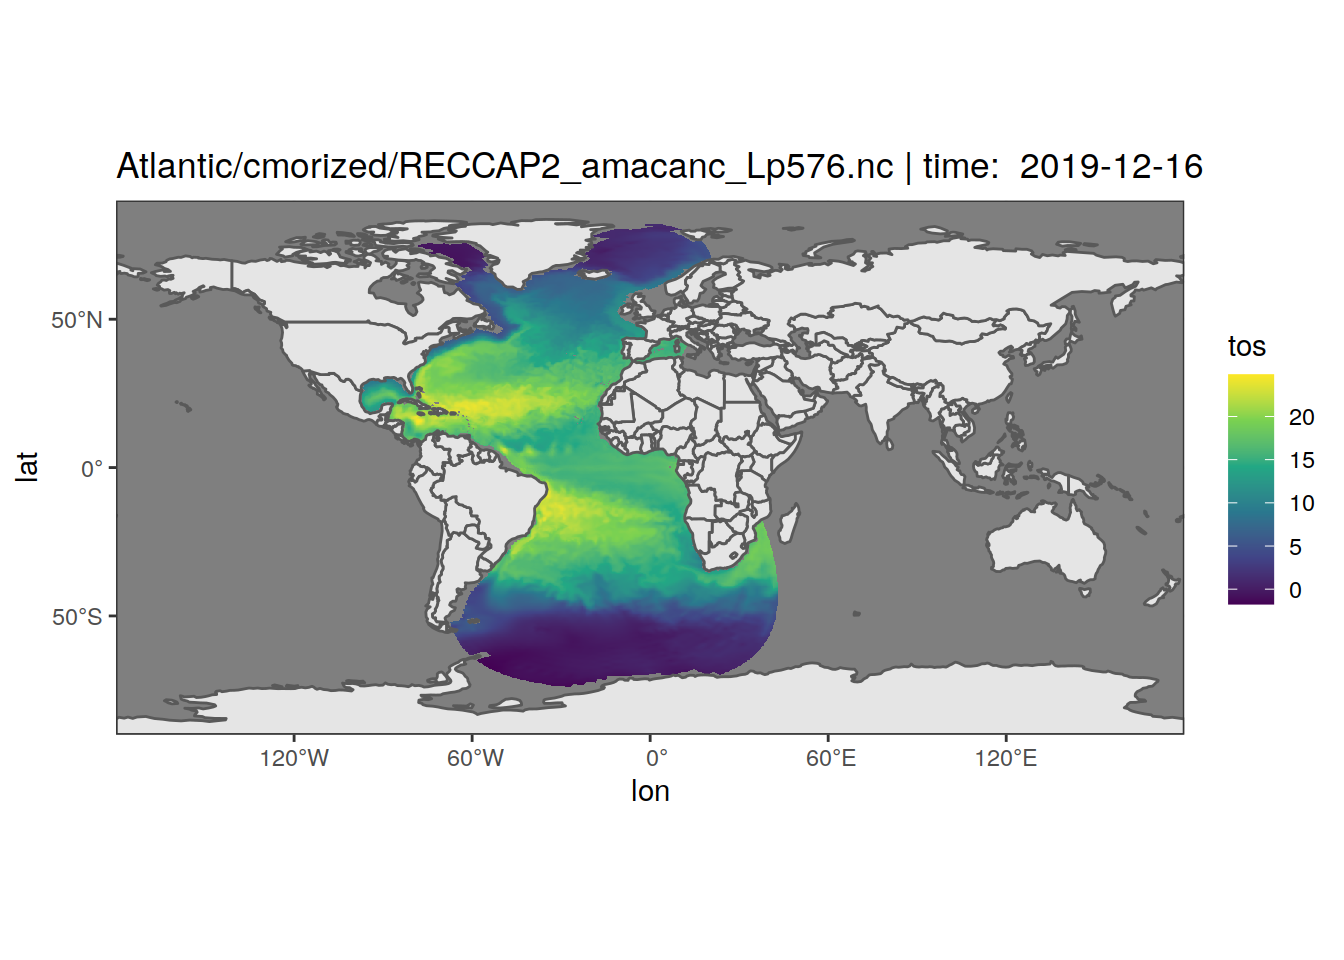 Atlantic/cmorized/RECCAP2_amacanc_Lp576.nc | time:  2019-12-16
50°N
0°
50°S
lat
120°W
60°W
0°
60°E
120°E
lon
tos
20
15
10
5
0